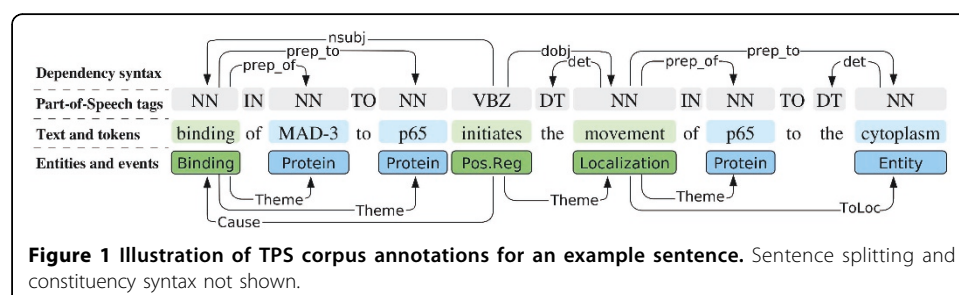 nsubj
prep_to
prep_of
dobj
det
prep_to
prep_of
det
Dependency syntax
Part-of-Speech tags NN IN NN TO NN VBZ DT NN IN NN TO DT NN
Text and tokens binding of MAD-3 to p65 initiates the movement of p65 to the cytoplasm
Entities and events Binding Protein Protein Pos.Reg Localization Protein Entity
Theme
Theme
Cause
Theme
Theme
ToLoc
Figure 1 Illustration of TPS corpus annotations for an example sentence. Sentence splitting and
constituency syntax not shown.